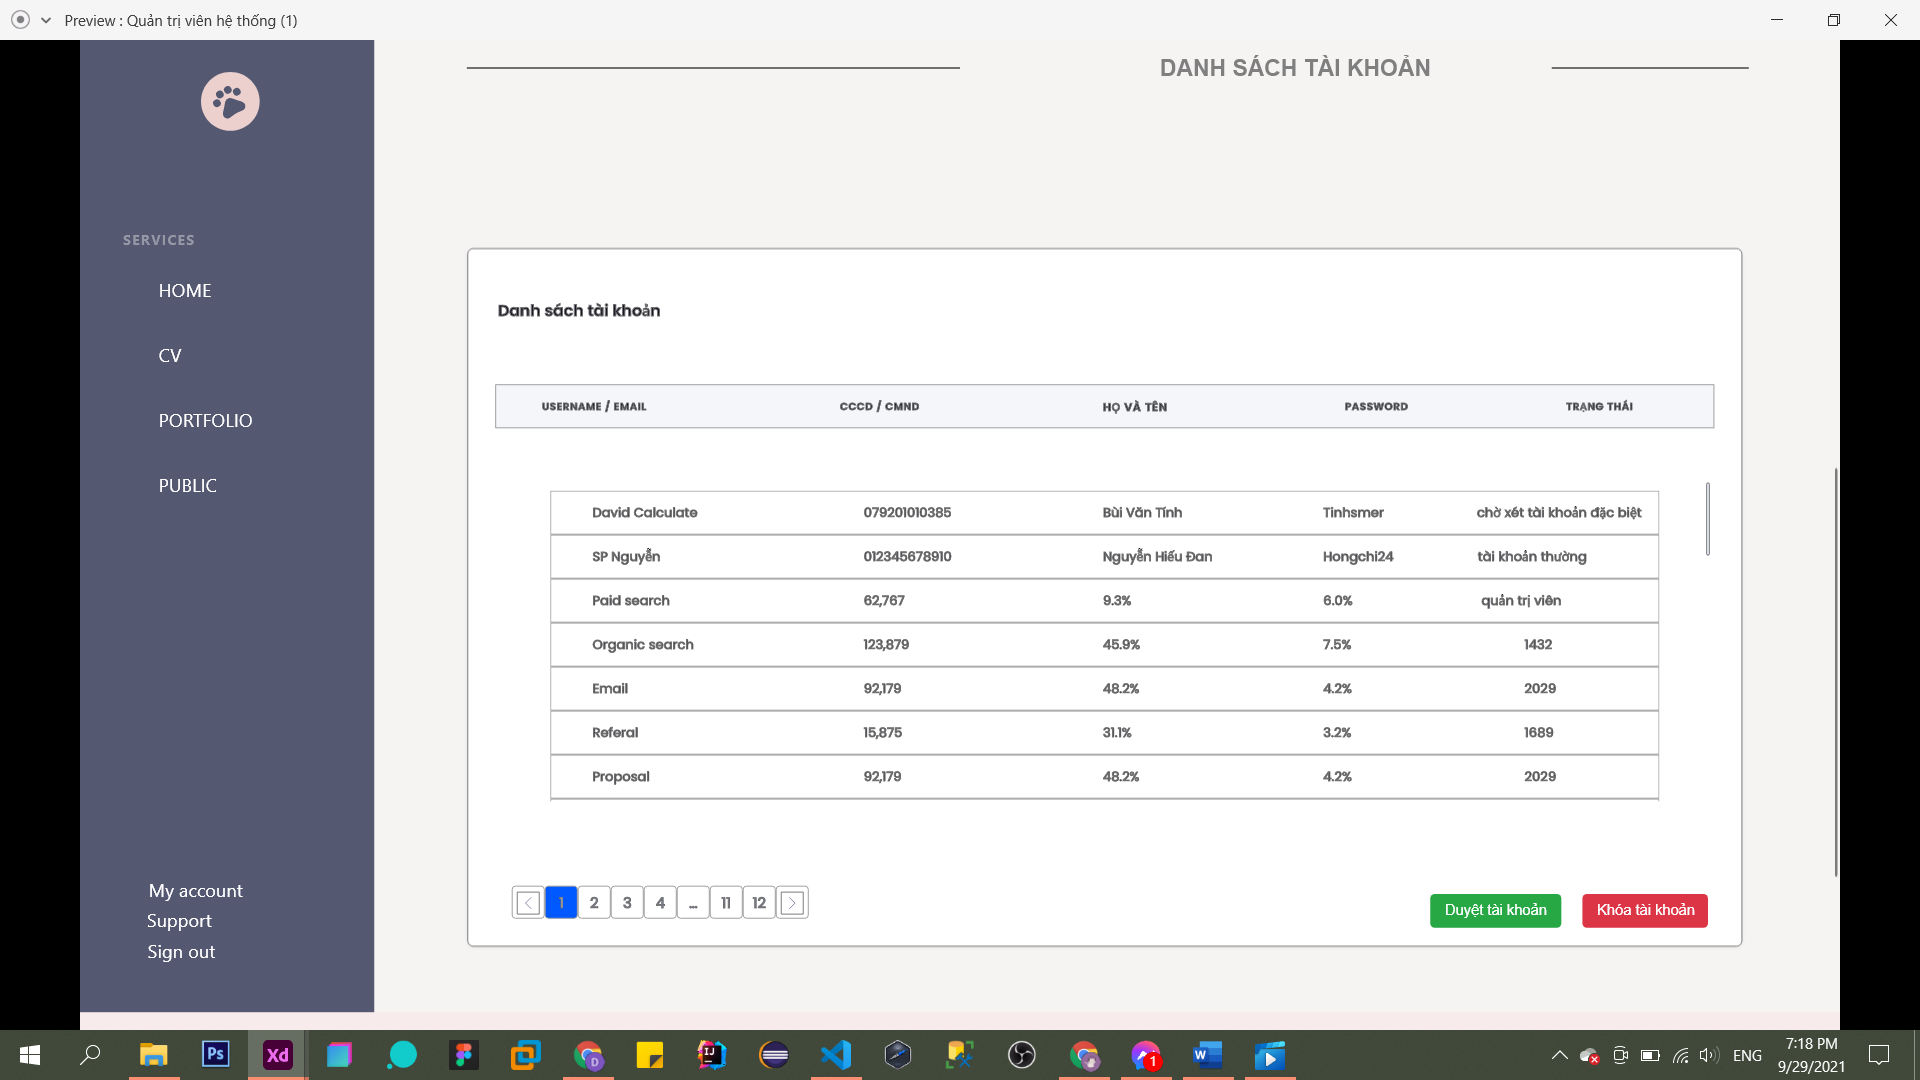 Preview : Quản trị viên hệ thống (1)
DANH SÁCH TÀI KHOẢN
SERVICES
HOME
CV
PORTFOLIO
PUBLIC
My account
Support
Sign out
Danh sách tài khoản
USERNAME / EMAIL CCCD / CMND HỌ VÀ TÊN PASSWORD TRẠNG THÁI
David Calculate 079201010385 Bùi Văn Tính Tinhsmer chờ xét tài khoản đặc biệt
SP Nguyễn 012345678910 Nguyễn Hiếu Đan Hongchi24 tài khoản thường
Paid search 62,767 9.3% 6.0% quản trị viên
Organic search 123,879 45.9% 7.5% 1432
Email 92,179 48.2% 4.2% 2029
Referal 15,875 31.1% 3.2% 1689
Proposal 92,179 48.2% 4.2% 2029
1 2 3 4 ... 11 12
Duyệt tài khoản Khóa tài khoản
Ps Xd D IJ 1 W
ENG
7:18 PM
9/29/2021